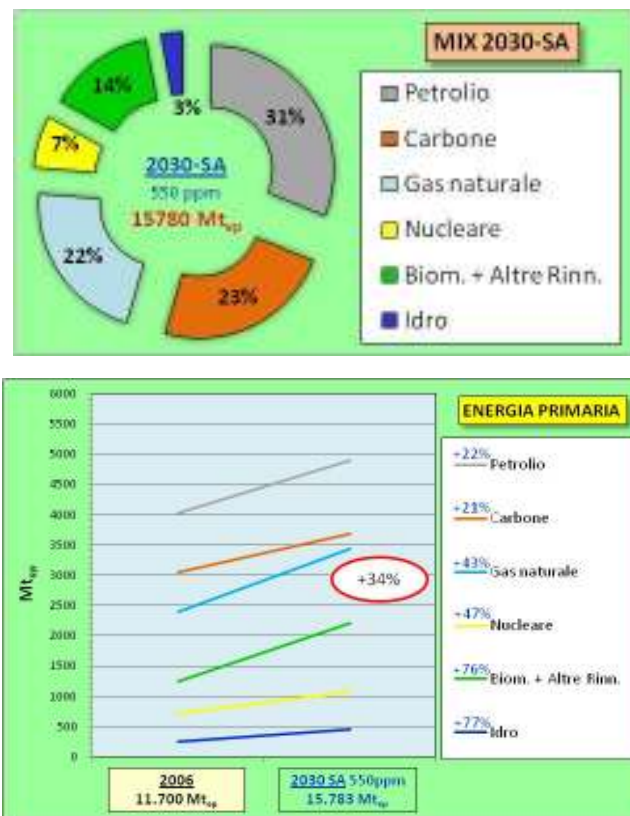 MIX 2030-SA
14%
3%
31%
7%
2030-SA
550 ppm
15780 Mtep
22%
23%
Petrolio
Carbone
Gas naturale
Nucleare
Biom. + Altre Rinn.
Idro
ENERGIA PRIMARIA
6000
5500
5000
4500
4000
3500
3000
2500
2000
1500
1000
500
0
Mtep
+34%
+22% Petrolio
+21% Carbone
+43% Gas naturale
+47% Nucleare
+76% Biom. + Altre Rinn.
+77% Idro
2006
11.700 Mtep
2030 SA 550ppm
15.783 Mtep